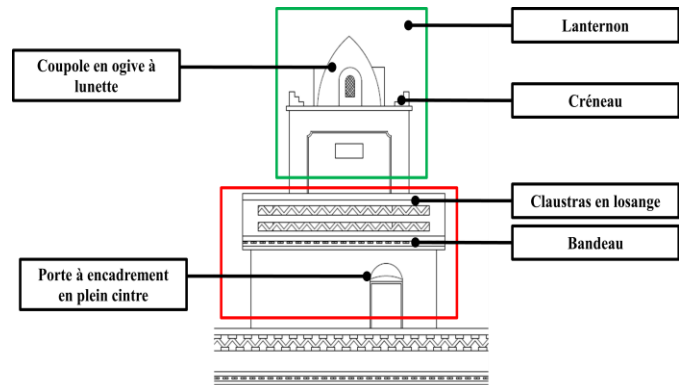 Lanternon
Coupole en ogive à
lunette
Créneau
Claustras en losange
Bandeau
Porte à encadrement
en plein cintre